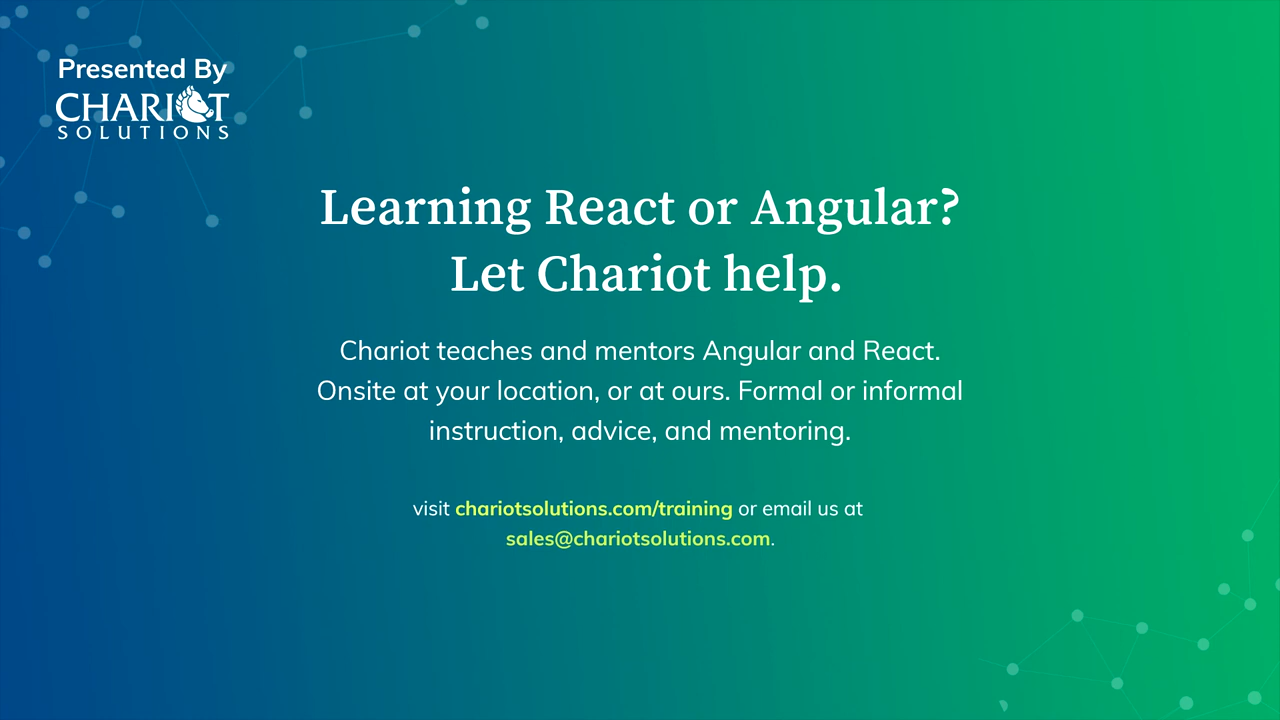 Presented By
CHARIOT
SOLUTIONS
Learning React or Angular?
Let Chariot help.
Chariot teaches and mentors Angular and React.
Onsite at your location, or at ours. Formal or informal
instruction, advice, and mentoring.
visit chariotsolutions.com/training or email us at
sales@chariotsolutions.com.